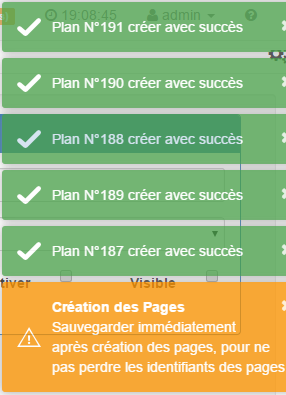 19:08:45 admin
Plan N°191 créer avec succès
Plan N°190 créer avec succès
Plan N°188 créer avec succès
Plan N°189 créer avec succès
Plan N°187 créer avec succès
tiver Visible
Création des Pages
Sauvegarder immédiatement
après création des pages, pour ne
pas perdre les identifiants des pages